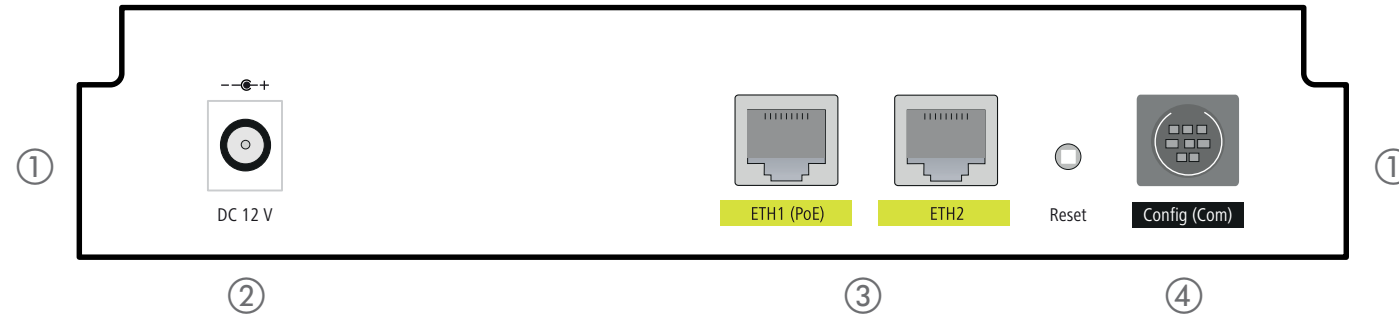 ① ①
DC 12 V
ETH1 (PoE) ETH2 Reset Config (Com)
② ③ ④